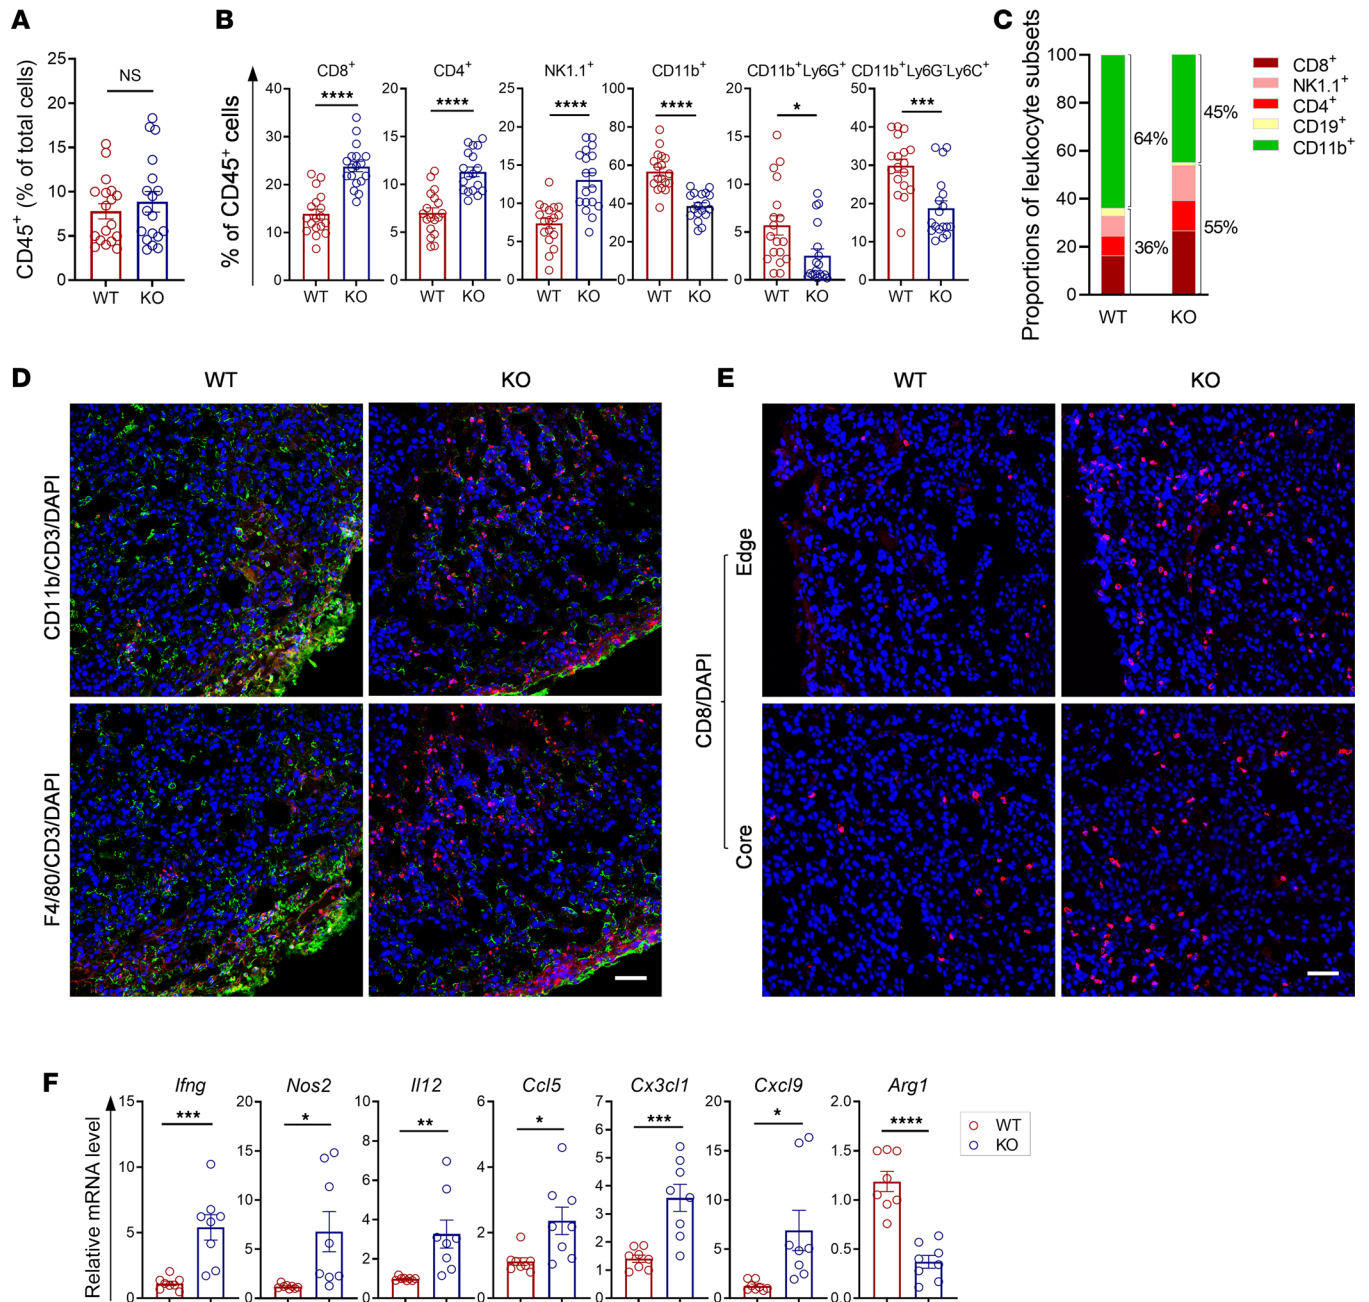 A
CD45⁺ (% of total cells)
25
20
15
10
5
0
NS
WT
KO
B
% of CD45⁺ cells
CD8⁺
****
40
30
20
10
0
WT
KO
CD4⁺
****
20
15
10
5
0
WT
KO
NK1.1⁺
****
25
20
15
10
5
0
WT
KO
CD11b⁺
****
100
80
60
40
20
0
WT
KO
CD11b⁺Ly6G⁺
*
20
15
10
5
0
WT
KO
CD11b⁺Ly6G⁻Ly6C⁺
***
50
40
30
20
10
0
WT
KO
C
Proportions of leukocyte subsets
100
80
60
40
20
0
64%
36%
45%
55%
WT
KO
CD8⁺
NK1.1⁺
CD4⁺
CD19⁺
CD11b⁺
D
WT
KO
CD11b/CD3/DAPI
F4/80/CD3/DAPI
E
WT
KO
CD8/DAPI
Edge
Core
F
Relative mRNA level
Ifng
***
15
10
5
0
Nos2
*
20
15
10
5
0
Il12
**
10
8
6
4
2
0
Ccl5
*
6
4
2
0
Cx3cl1
***
7
6
5
4
3
2
1
0
Cxcl9
*
20
15
10
5
0
Arg1
****
2.0
1.5
1.0
0.5
0.0
WT
KO